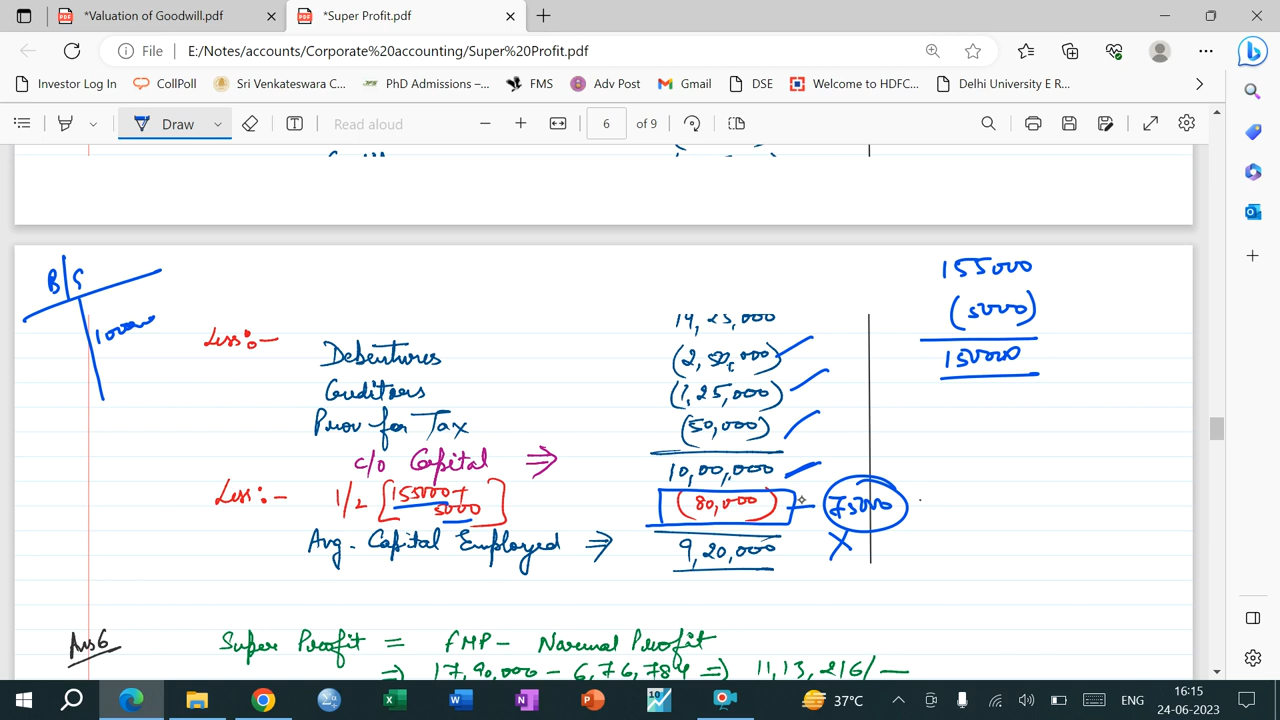 *Valuation of Goodwill.pdf
*Super Profit.pdf
File
E:/Notes/accounts/Corporate%20accounting/Super%20Profit.pdf
Investor Log In
CollPoll
Sri Venkateswara C...
PhD Admissions –...
FMS
Adv Post
Gmail
DSE
Welcome to HDFC...
Delhi University E R...
Draw
Read aloud
6 of 9
B/S
155000
(5000)
150000
14,25,000
Less:-
Debentures (2,50,000)
Creditors (1,25,000)
Prov for Tax (50,000)
C/O Capital ⇒ 10,00,000
Less:- 1/2 [155000+ 5000] (80,000) – 75000
Avg. Capital Employed ⇒ 9,20,000
X
Ans6 Super Profit = FMP – Normal Profit
⇒ 17,90,000 – 6,76,784 ⇒ 11,13,216/—
37°C
ENG
16:15
24-06-2023